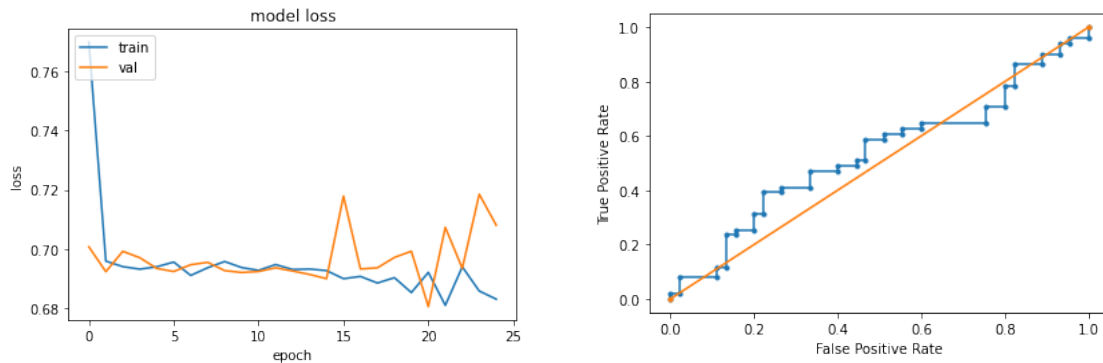 model loss
train
val
0.76
0.74
0.72
0.70
0.68
loss
0 5 10 15 20 25
epoch
1.0
0.8
0.6
0.4
0.2
0.0
True Positive Rate
0.0 0.2 0.4 0.6 0.8 1.0
False Positive Rate